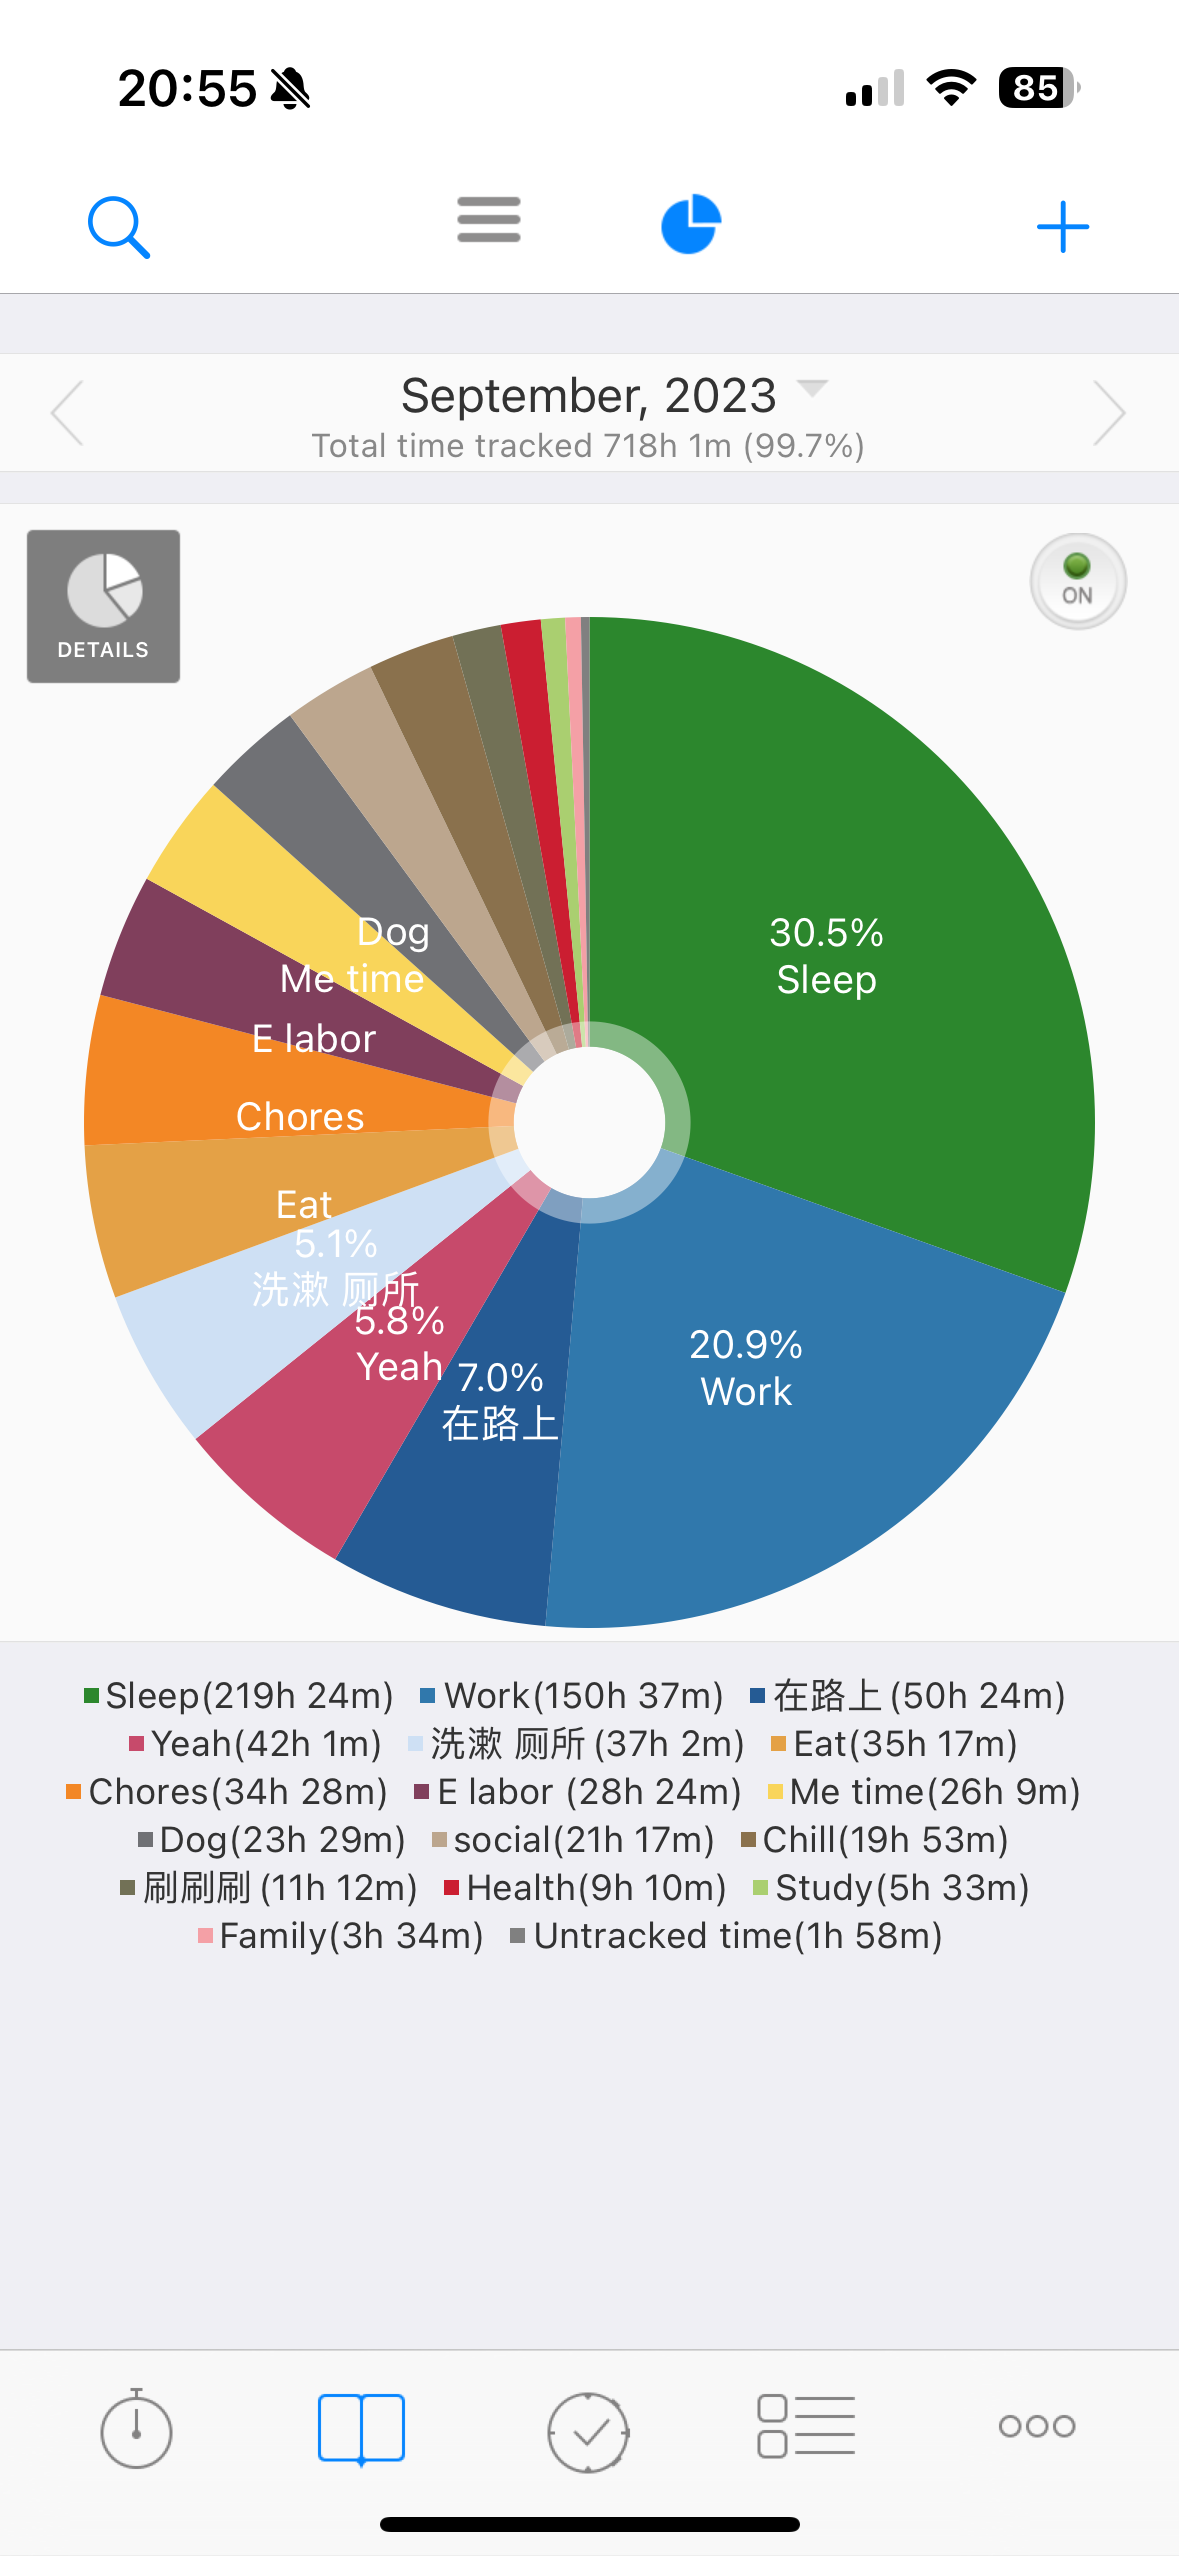 20:55
85
September, 2023
Total time tracked 718h 1m (99.7%)
DETAILS
ON
30.5%
Sleep
Dog
Me time
E labor
Chores
Eat
5.1%
洗漱 厕所
5.8%
Yeah
7.0%
在路上
20.9%
Work
Sleep(219h 24m) Work(150h 37m) 在路上(50h 24m)
Yeah(42h 1m) 洗漱 厕所(37h 2m) Eat(35h 17m)
Chores(34h 28m) E labor (28h 24m) Me time(26h 9m)
Dog(23h 29m) social(21h 17m) Chill(19h 53m)
刷刷刷(11h 12m) Health(9h 10m) Study(5h 33m)
Family(3h 34m) Untracked time(1h 58m)